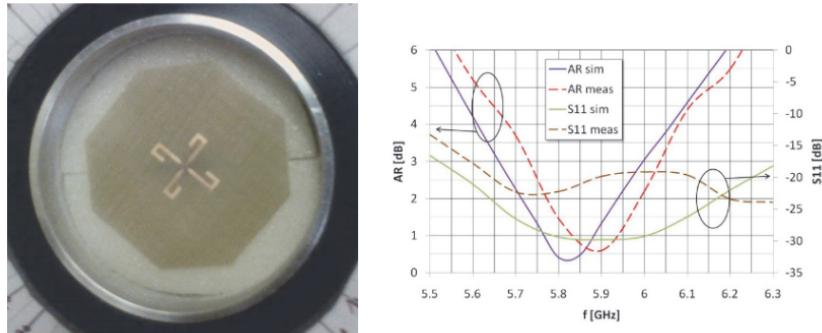 6
5
4
3
2
1
0
AR [dB]
0
-5
-10
-15
-20
-25
-30
-35
S11 [dB]
AR sim
AR meas
S11 sim
S11 meas
5.5 5.6 5.7 5.8 5.9 6 6.1 6.2 6.3
f [GHz]